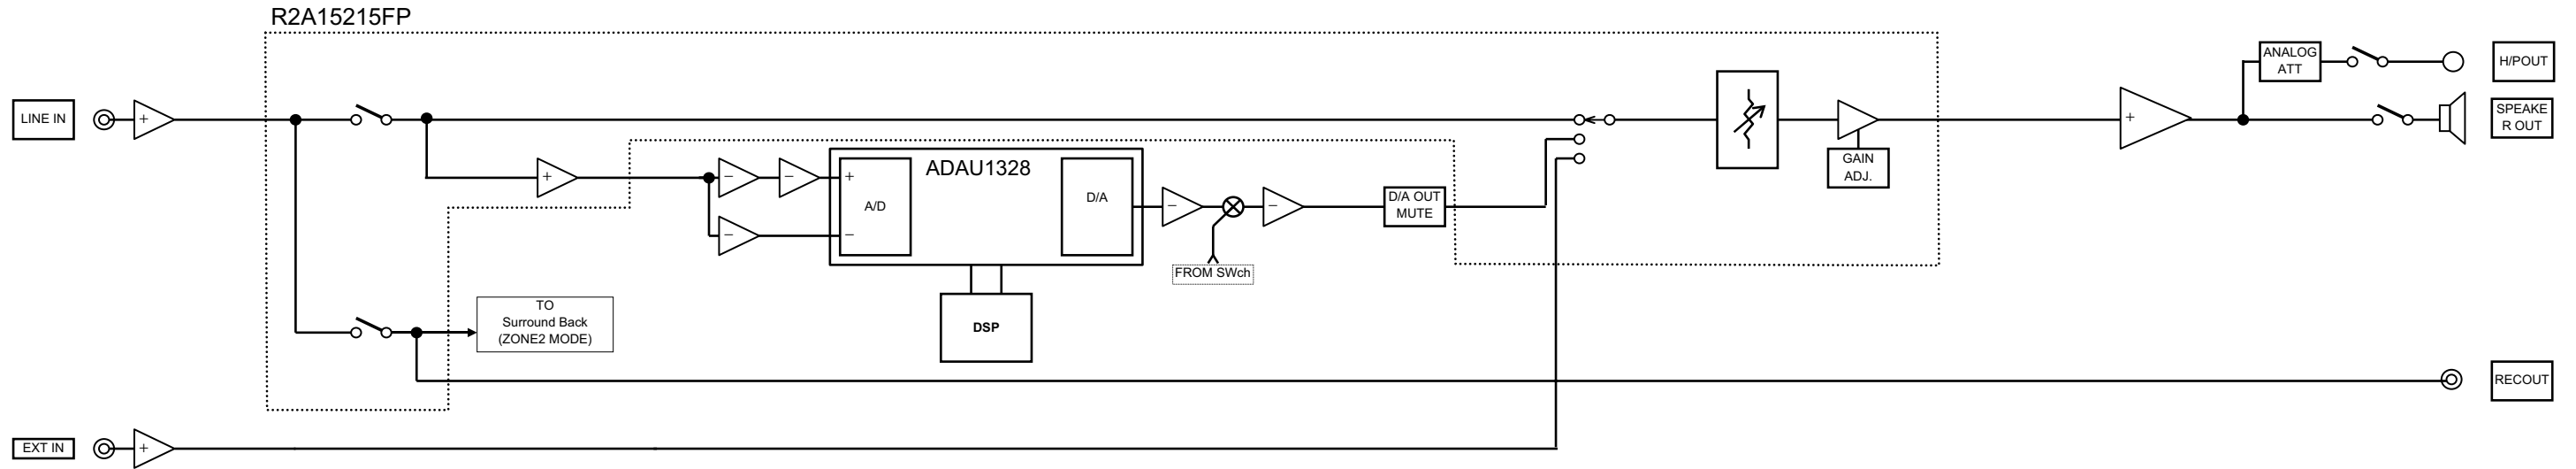 R2A15215FP
LINE IN
+
+
−
−
+
−
−
A/D
ADAU1328
D/A
−
−
D/A OUT
MUTE
FROM SWch
DSP
TO
Surround Back
(ZONE2 MODE)
GAIN
ADJ.
+
ANALOG
ATT
H/POUT
SPEAKE
R OUT
RECOUT
EXT IN
+